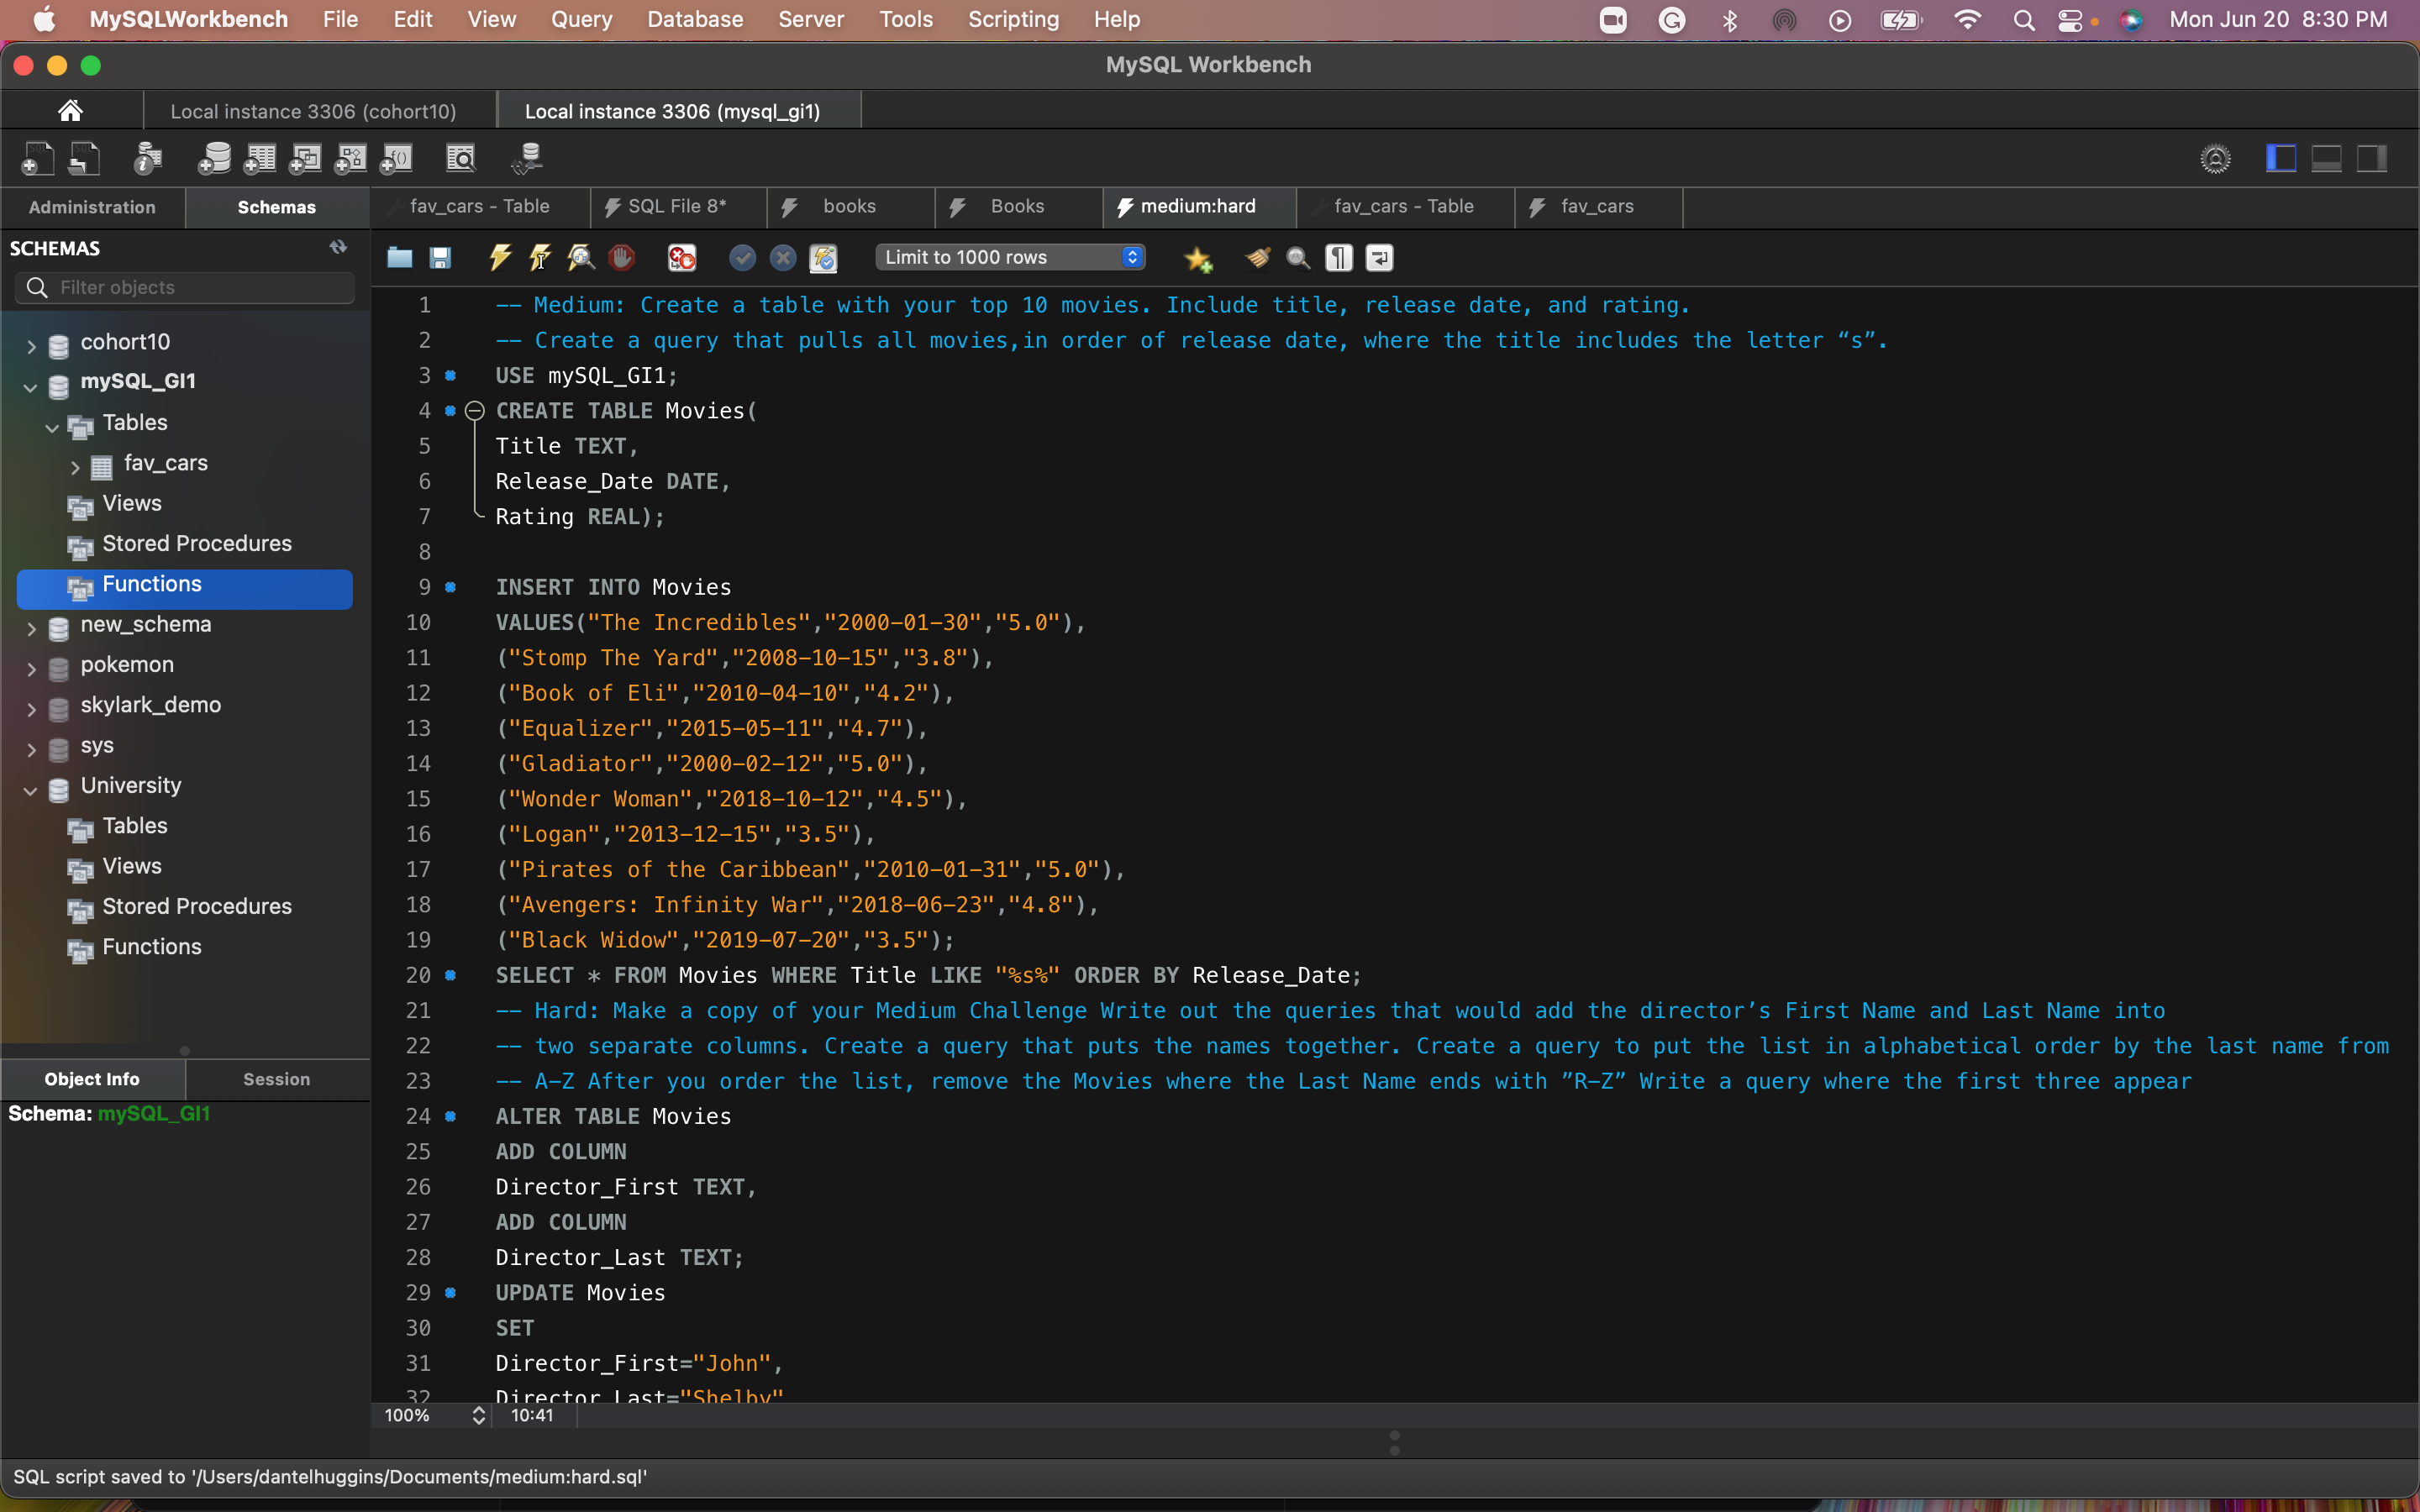 MySQLWorkbench File Edit View Query Database Server Tools Scripting Help Mon Jun 20 8:30 PM
MySQL Workbench
Local instance 3306 (cohort10) Local instance 3306 (mysql_gi1)
Administration Schemas fav_cars - Table SQL File 8* books Books medium:hard fav_cars - Table fav_cars
SCHEMAS
Limit to 1000 rows
Filter objects
cohort10
mySQL_GI1
Tables
fav_cars
Views
Stored Procedures
Functions
new_schema
pokemon
skylark_demo
sys
University
Tables
Views
Stored Procedures
Functions
Object Info Session
Schema: mySQL_GI1
1 -- Medium: Create a table with your top 10 movies. Include title, release date, and rating.
2 -- Create a query that pulls all movies,in order of release date, where the title includes the letter “s”.
3 USE mySQL_GI1;
4 CREATE TABLE Movies(
5 Title TEXT,
6 Release_Date DATE,
7 Rating REAL);
8
9 INSERT INTO Movies
10 VALUES("The Incredibles","2000-01-30","5.0"),
11 ("Stomp The Yard","2008-10-15","3.8"),
12 ("Book of Eli","2010-04-10","4.2"),
13 ("Equalizer","2015-05-11","4.7"),
14 ("Gladiator","2000-02-12","5.0"),
15 ("Wonder Woman","2018-10-12","4.5"),
16 ("Logan","2013-12-15","3.5"),
17 ("Pirates of the Caribbean","2010-01-31","5.0"),
18 ("Avengers: Infinity War","2018-06-23","4.8"),
19 ("Black Widow","2019-07-20","3.5");
20 SELECT * FROM Movies WHERE Title LIKE "%s%" ORDER BY Release_Date;
21 -- Hard: Make a copy of your Medium Challenge Write out the queries that would add the director’s First Name and Last Name into
22 -- two separate columns. Create a query that puts the names together. Create a query to put the list in alphabetical order by the last name from
23 -- A-Z After you order the list, remove the Movies where the Last Name ends with ”R-Z” Write a query where the first three appear
24 ALTER TABLE Movies
25 ADD COLUMN
26 Director_First TEXT,
27 ADD COLUMN
28 Director_Last TEXT;
29 UPDATE Movies
30 SET
31 Director_First="John",
32 Director_Last="Shelby"
100% 10:41
SQL script saved to '/Users/dantelhuggins/Documents/medium:hard.sql'